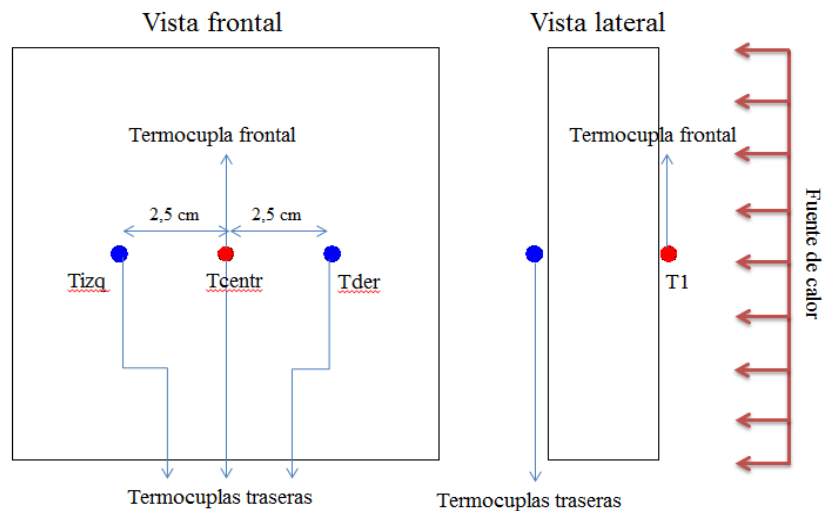 Vista frontal
Termocupla frontal
2,5 cm
2,5 cm
Tizq
Tcentr
Tder
Termocuplas traseras
Vista lateral
Termocupla frontal
T1
Fuente de calor
Termocuplas traseras